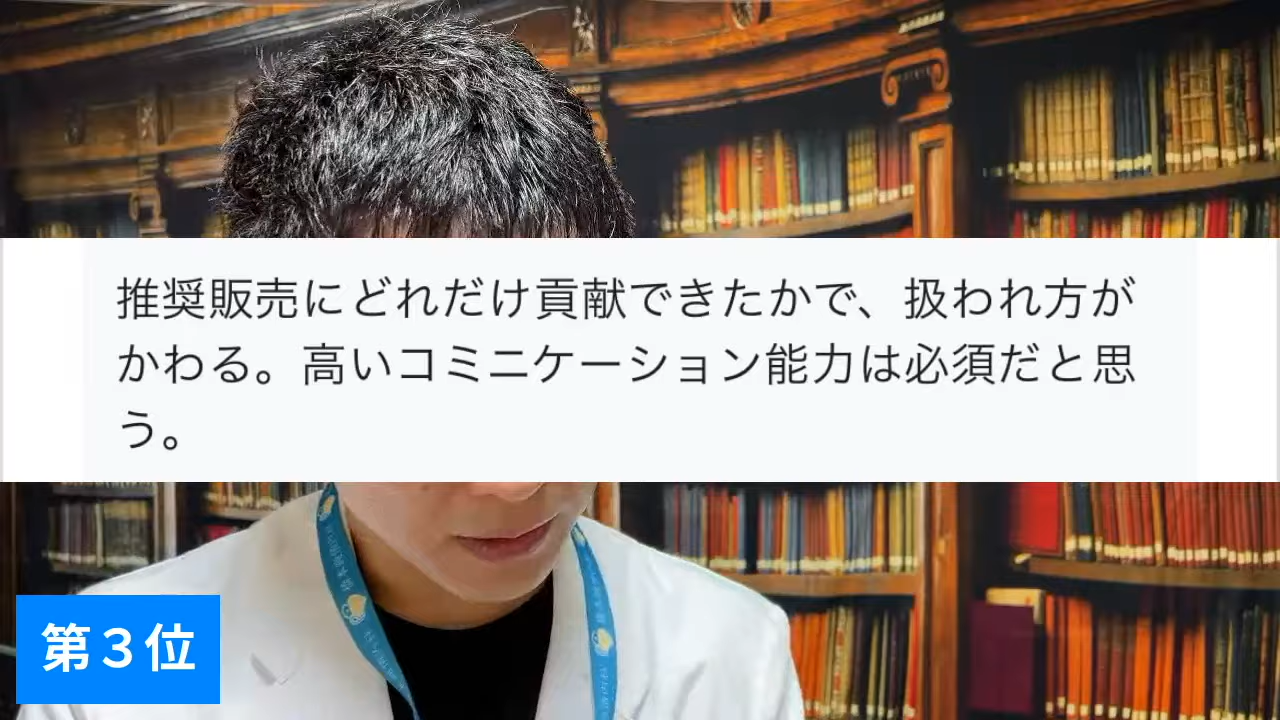 推奨販売にどれだけ貢献できたかで、扱われ方が
かわる。高いコミニケーション能力は必須だと思
う。
第３位